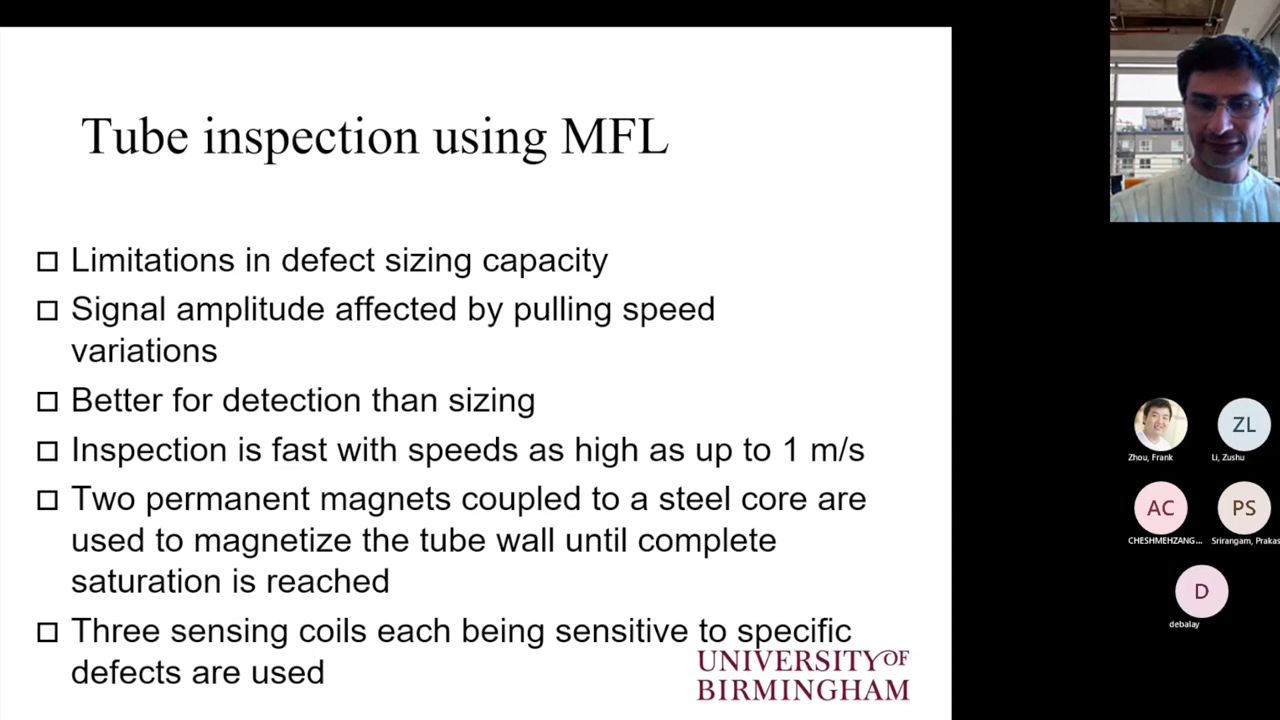 Tube inspection using MFL
Limitations in defect sizing capacity
Signal amplitude affected by pulling speed
variations
Better for detection than sizing
Inspection is fast with speeds as high as up to 1 m/s
Two permanent magnets coupled to a steel core are
used to magnetize the tube wall until complete
saturation is reached
Three sensing coils each being sensitive to specific
defects are used
UNIVERSITY OF
BIRMINGHAM
ZL
Zhou, Frank
Li, Zushu
AC
PS
CHESHMEHZANG...
Srirangam, Prakas
D
debalay